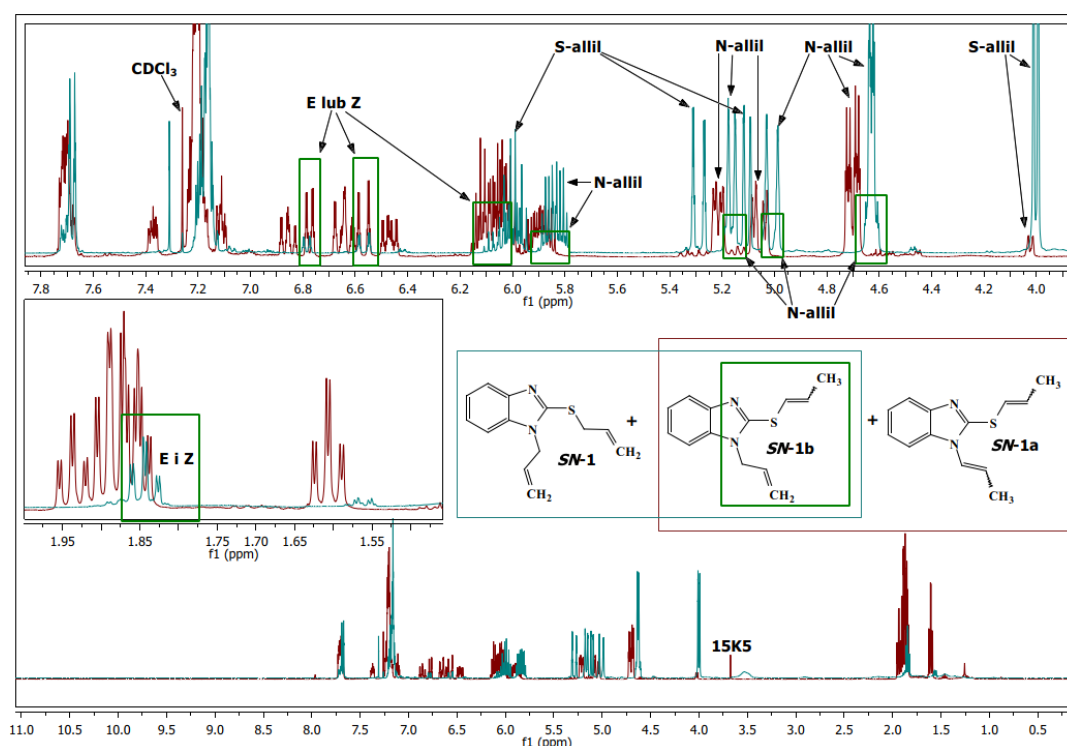 CDCl3
E lub Z
S-allil
N-allil
N-allil
S-allil
N-allil
7.8 7.6 7.4 7.2 7.0 6.8 6.6 6.4 6.2 6.0 5.8 5.6 5.4 5.2 5.0 4.8 4.6 4.4 4.2 4.0
f1 (ppm)
N-allil
E i Z
1.95 1.85 1.75 1.70 1.65 1.55
f1 (ppm)
N
S
N
CH2
CH2
SN-1
+
N
S
N
CH3
CH2
SN-1b
+
N
S
N
CH3
CH3
SN-1a
15K5
11.0 10.5 10.0 9.5 9.0 8.5 8.0 7.5 7.0 6.5 6.0 5.5 5.0 4.5 4.0 3.5 3.0 2.5 2.0 1.5 1.0 0.5
f1 (ppm)